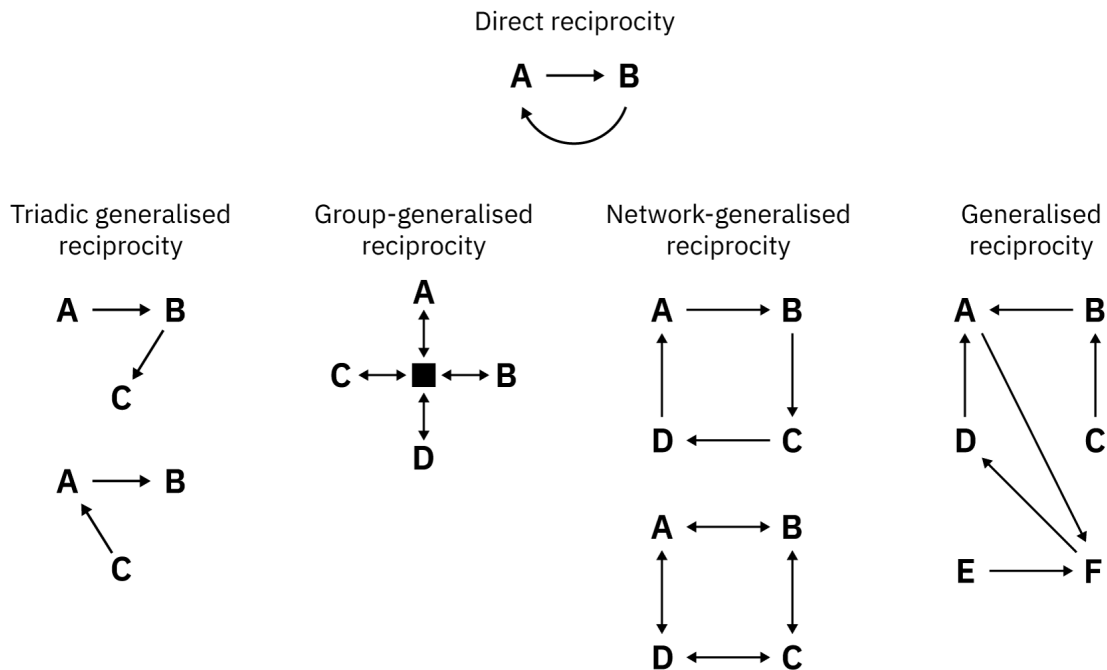 Direct reciprocity
A B
Triadic generalised
reciprocity
A B
C
A B
C
Group-generalised
reciprocity
A
C B
D
Network-generalised
reciprocity
A B
D C
A B
D C
Generalised
reciprocity
A B
D C
E F